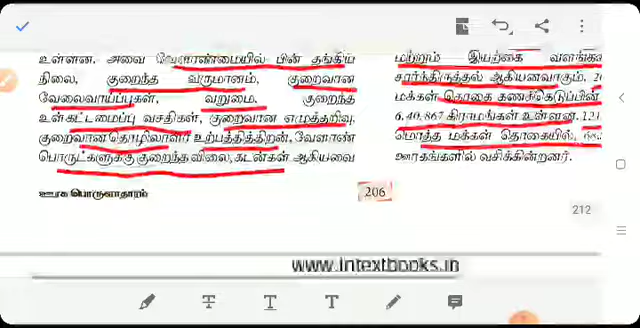 உள்ளன. அவை வேளாண்மையில் பின் தங்கிய
நிலை, குறைந்த வருமானம், குறைவான
வேலைவாய்ப்புகள், வறுமை, குறைந்த
உள்கட்டமைப்பு வசதிகள், குறைவான எழுத்தறிவு,
குறைவான தொழிலாளர் உற்பத்தித்திறன், வேளாண்
பொருட்களுக்கு குறைந்த விலை, கடன்கள் ஆகியவை
ஊரக பொருளாதாரம்
206
மற்றும் இயற்கை
சார்ந்திருத்தல் ஆகியனவாகும்.
மக்கள் தொகை கணக்கெடுப்பின்
6,40,867 கிராமங்கள் உள்ளன.
மொத்த மக்கள் தொகையில்,
ஊரகங்களில் வசிக்கின்றனர்.
212
www.intextbooks.in